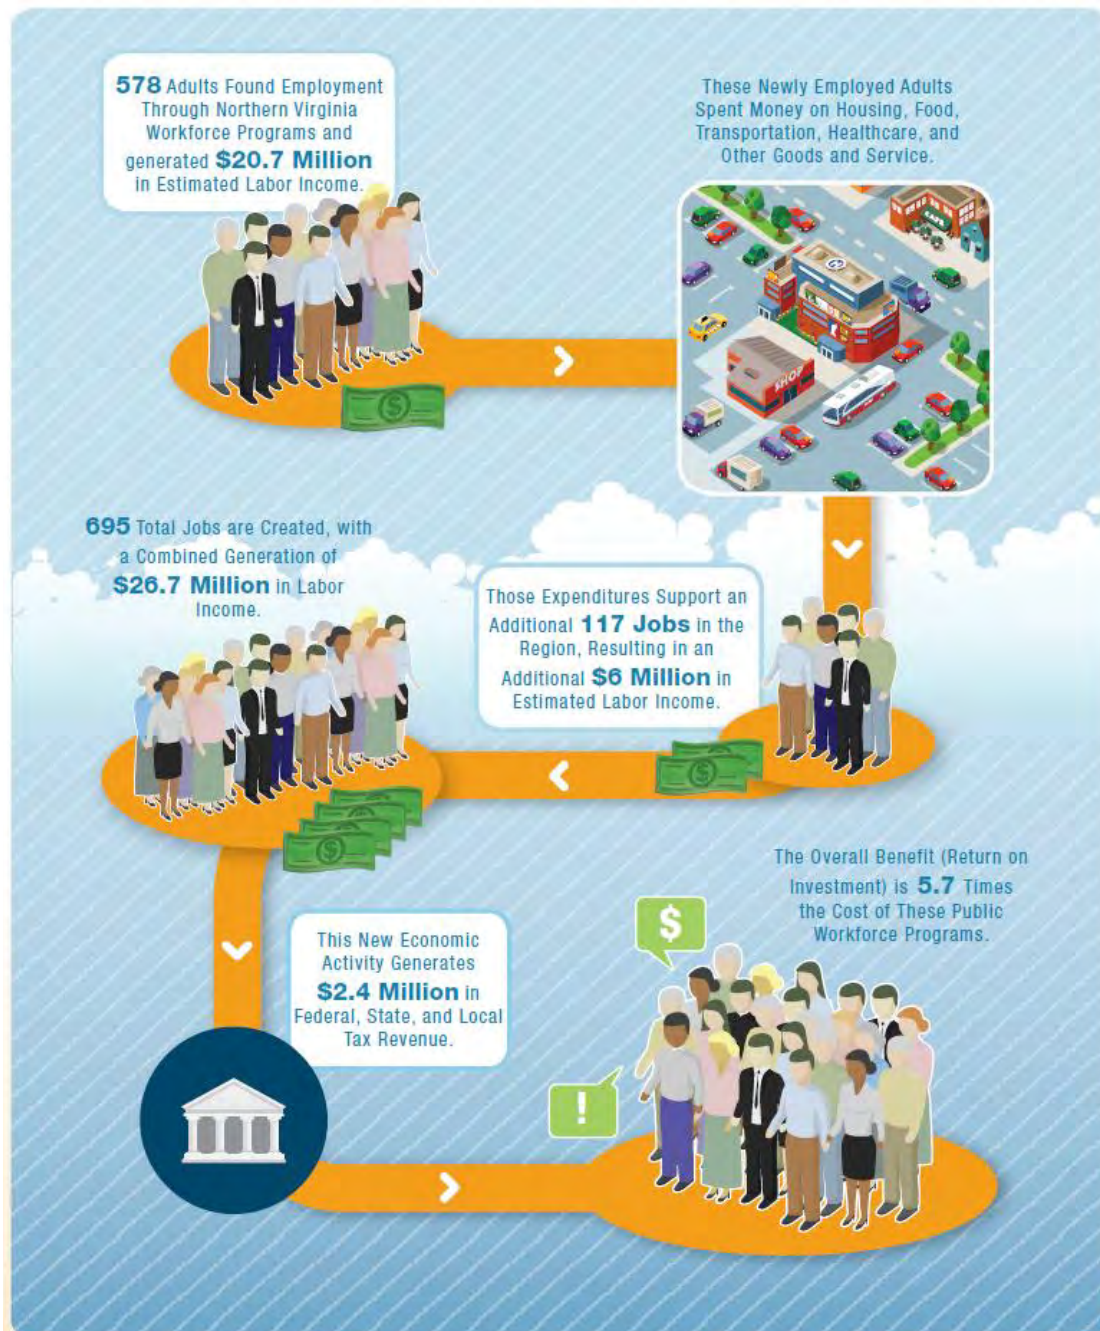 578 Adults Found Employment
Through Northern Virginia
Workforce Programs and
generated $20.7 Million
in Estimated Labor Income.
These Newly Employed Adults
Spent Money on Housing, Food,
Transportation, Healthcare, and
Other Goods and Service.
CAFE
SHOP
695 Total Jobs are Created, with
a Combined Generation of
$26.7 Million in Labor
Income.
Those Expenditures Support an
Additional 117 Jobs in the
Region, Resulting in an
Additional $6 Million in
Estimated Labor Income.
$
$
$
The Overall Benefit (Return on
Investment) is 5.7 Times
the Cost of These Public
Workforce Programs.
$
!
This New Economic
Activity Generates
$2.4 Million in
Federal, State, and Local
Tax Revenue.